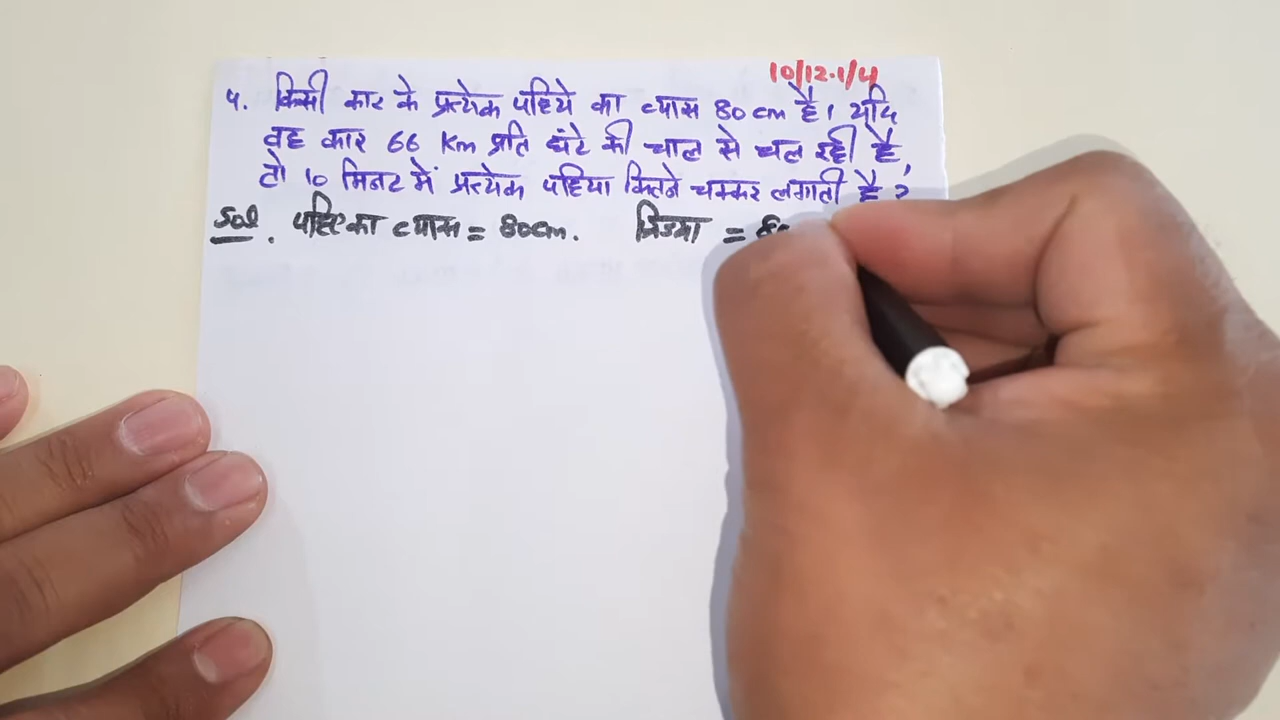 10/12.1/4
4. किसी कार के प्रत्येक पहिये का व्यास 80 cm है। यदि
वह कार 66 Km प्रति घंटे की चाल से चल रही है,
तो 10 मिनट में प्रत्येक पहिया कितने चक्कर लगाती है ?
Sol. पहिए का व्यास = 80cm. त्रिज्या =